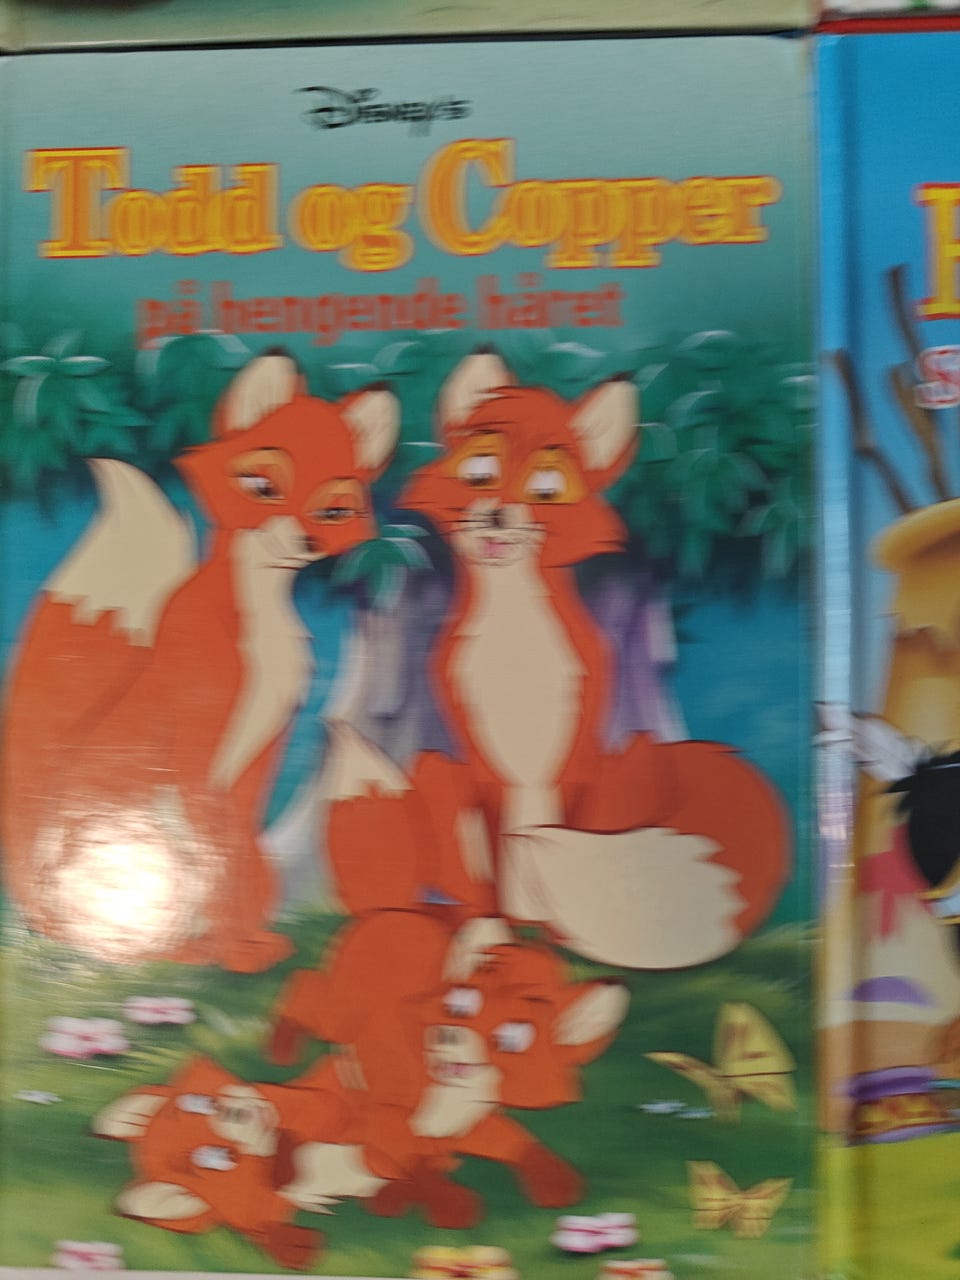 Disney's
Todd og Copper
på hengende håret